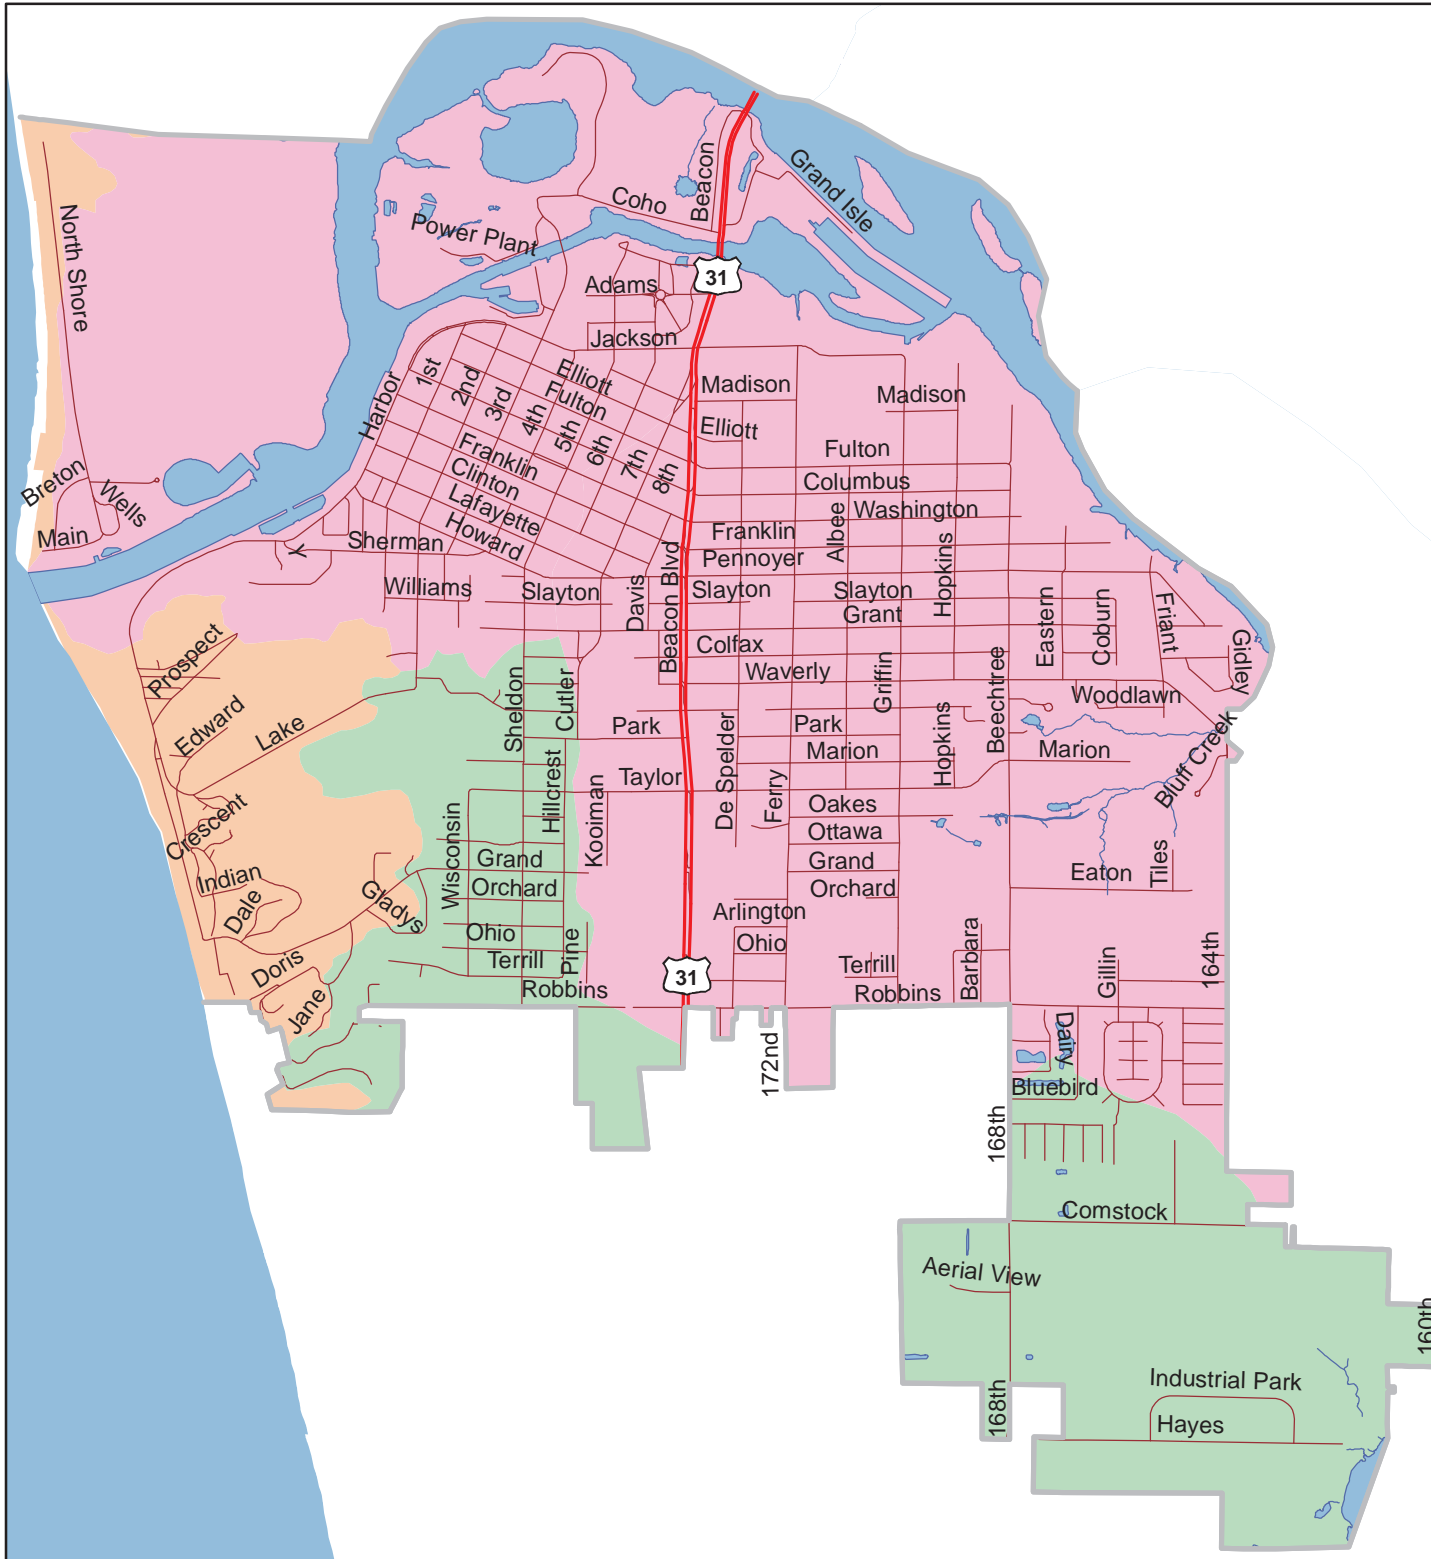 Beacon
Grand Isle
Coho
Power Plant
North Shore
31
Adams
Jackson
Harbor
1st
2nd
3rd
4th
5th
6th
7th
8th
Elliott
Fulton
Madison
Madison
Elliott
Fulton
Franklin
Clinton
Lafayette
Howard
Columbus
Washington
Breton
Wells
Main
Sherman
Y
Franklin
Albee
Pennoyer
Hopkins
Williams
Slayton
Davis
Beacon Blvd
Slayton
Slayton
Grant
Eastern
Coburn
Friant
Gidley
Colfax
Waverly
Griffin
Beechtree
Woodlawn
Prospect
Edward
Lake
Sheldon
Cutler
Park
De Spelder
Park
Marion
Hopkins
Marion
Bluff Creek
Taylor
Hillcrest
Kooiman
Ferry
Oakes
Ottawa
Crescent
Wisconsin
Grand
Orchard
Grand
Orchard
Eaton
Tiles
Indian
Dale
Gladys
Arlington
Ohio
Ohio
Pine
Terrill
Terrill
Barbara
Gillin
164th
Doris
Jane
31
Robbins
Robbins
172nd
Dairy
Bluebird
168th
Comstock
Aerial View
160th
168th
Industrial Park
Hayes